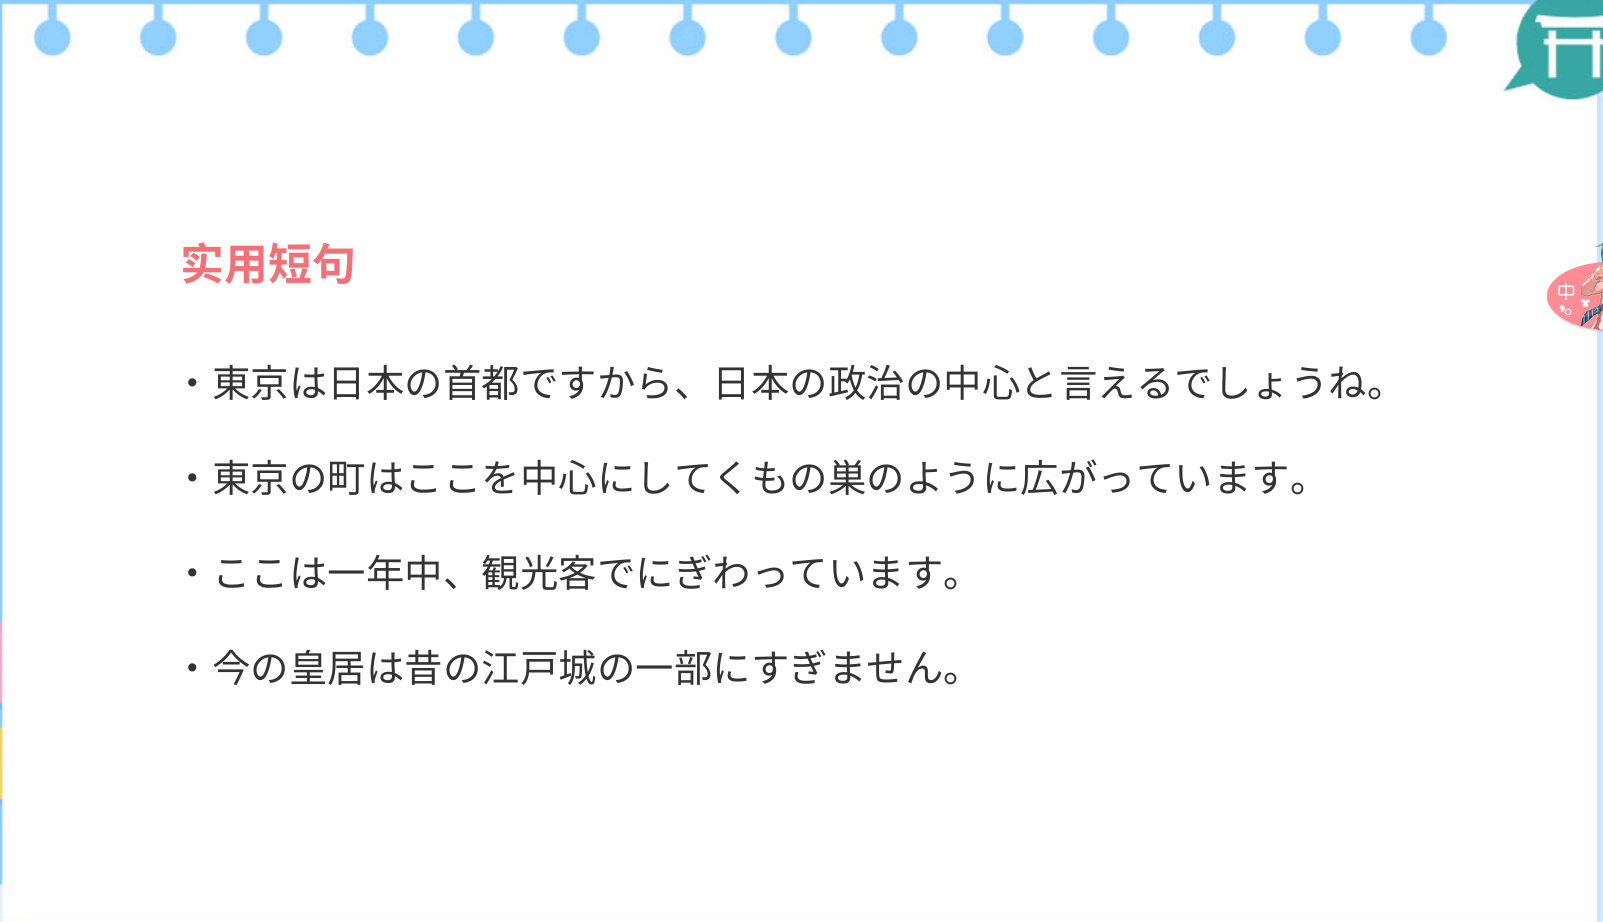 实用短句
・東京は日本の首都ですから、日本の政治の中心と言えるでしょうね。
・東京の町はここを中心にしてくもの巣のように広がっています。
・ここは一年中、観光客でにぎわっています。
・今の皇居は昔の江戸城の一部にすぎません。
中